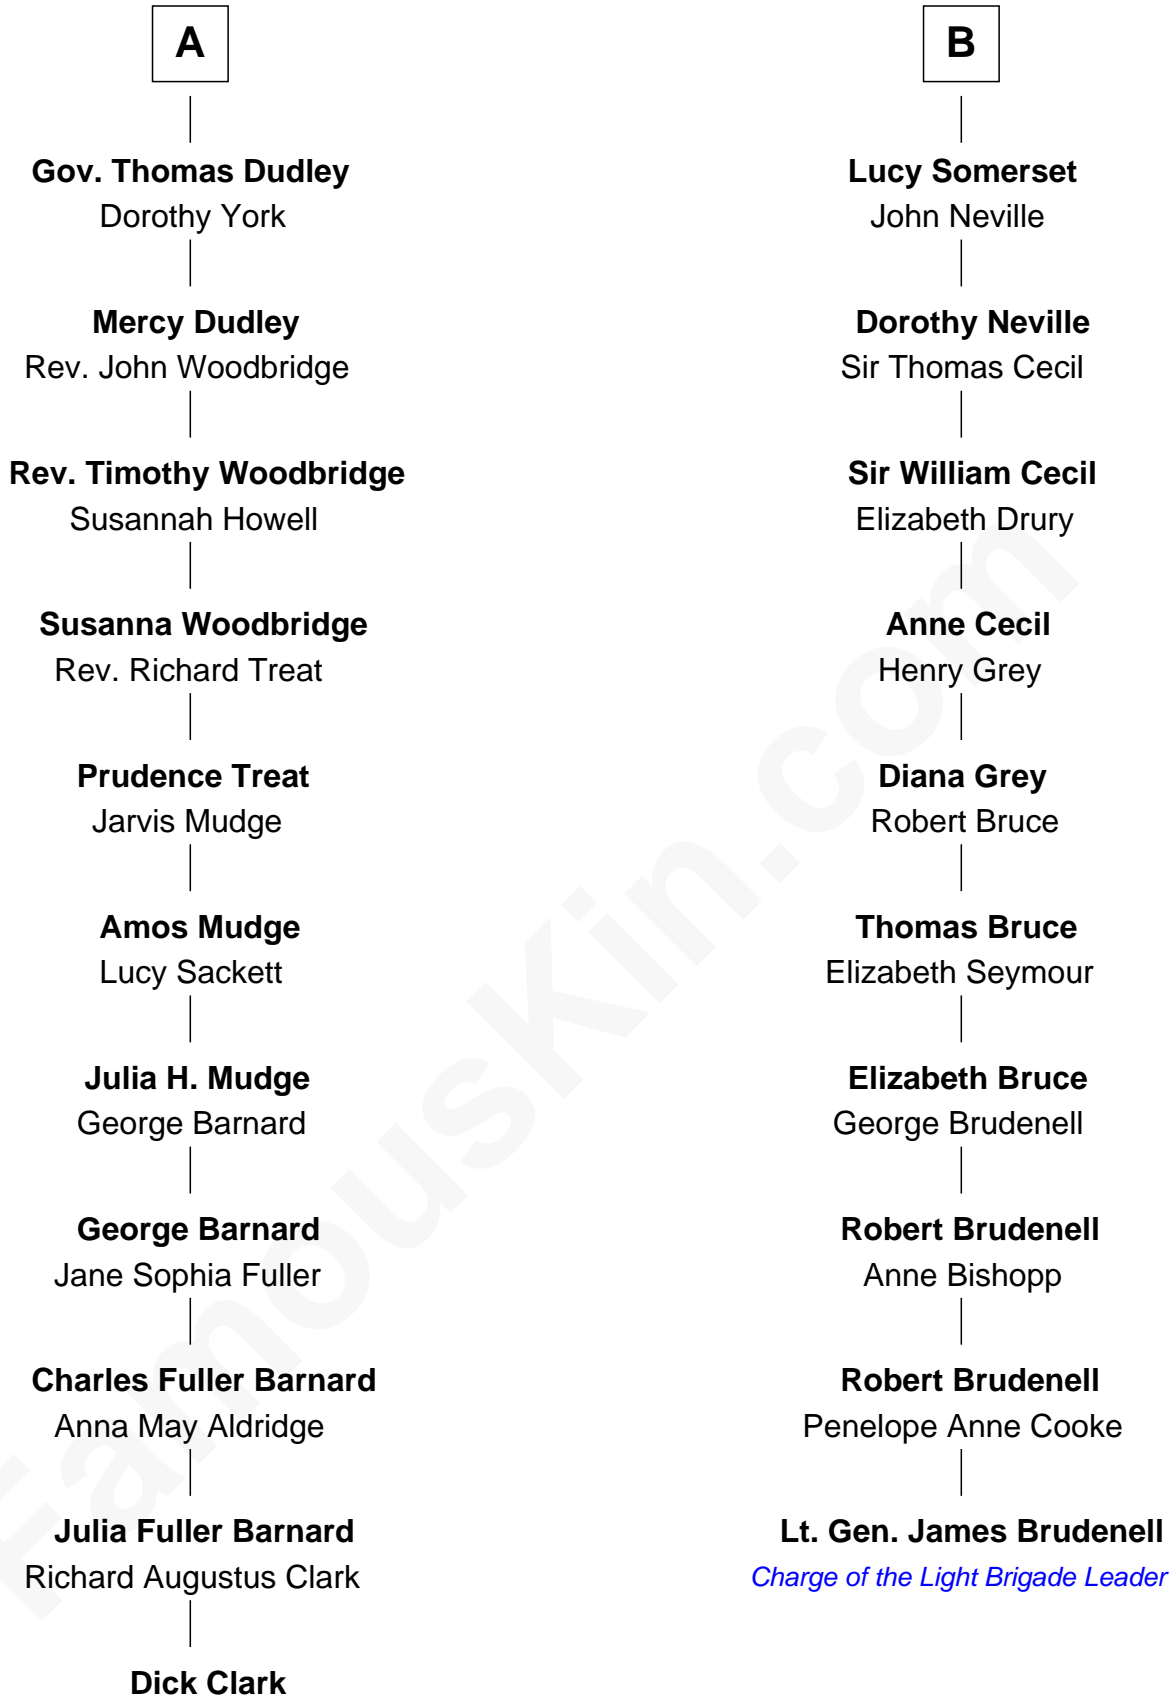 A
Gov. Thomas Dudley
Dorothy York
Mercy Dudley
Rev. John Woodbridge
Rev. Timothy Woodbridge
Susannah Howell
Susanna Woodbridge
Rev. Richard Treat
Prudence Treat
Jarvis Mudge
Amos Mudge
Lucy Sackett
Julia H. Mudge
George Barnard
George Barnard
Jane Sophia Fuller
Charles Fuller Barnard
Anna May Aldridge
Julia Fuller Barnard
Richard Augustus Clark
Dick Clark
B
Lucy Somerset
John Neville
Dorothy Neville
Sir Thomas Cecil
Sir William Cecil
Elizabeth Drury
Anne Cecil
Henry Grey
Diana Grey
Robert Bruce
Thomas Bruce
Elizabeth Seymour
Elizabeth Bruce
George Brudenell
Robert Brudenell
Anne Bishopp
Robert Brudenell
Penelope Anne Cooke
Lt. Gen. James Brudenell
Charge of the Light Brigade Leader
FamousKin.com